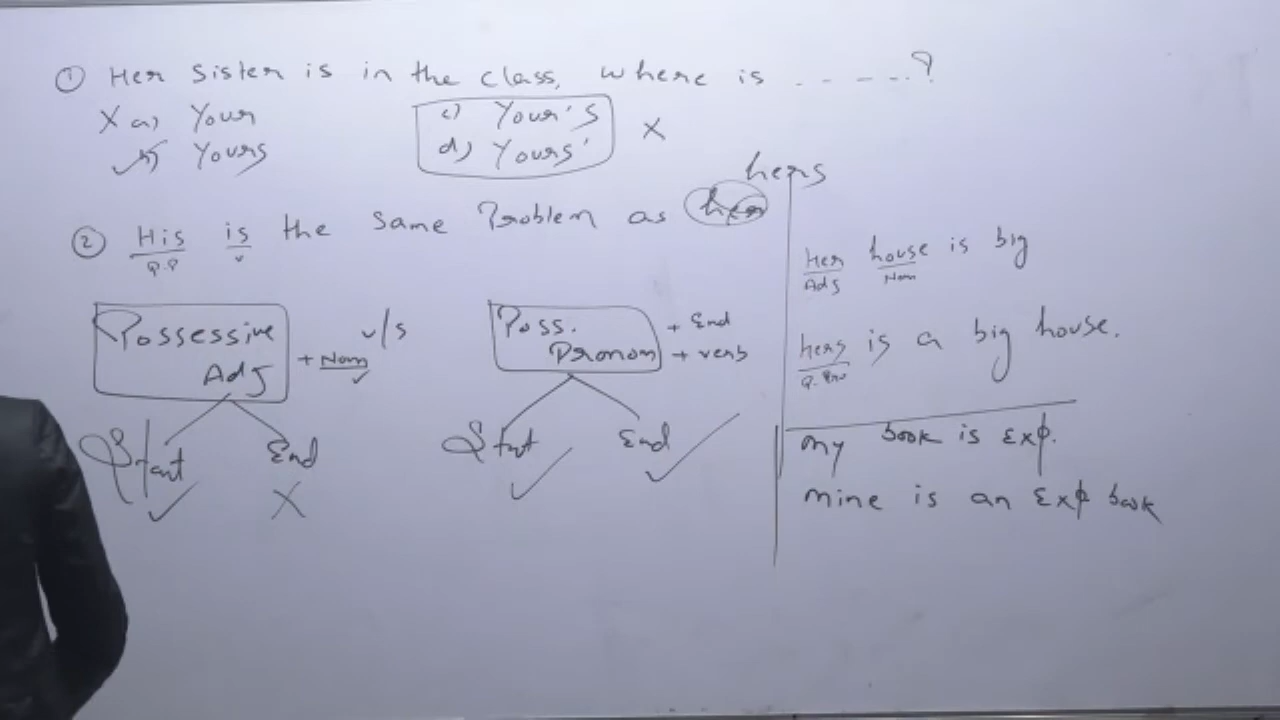 ① Her sister is in the class, where is - - - - - ?
X a) Your
✓ b) Yours
c) Your's
d) Yours'
X
hers
② His is the same Problem as her
P.P v
Possessive
Adj
+ Noun
v/s
Start End
✓ X
Poss.
Pronoun
+ End
+ verb
Start End
✓ ✓
Her house is big
Adj Noun
hers is a big house.
P. Pro
my book is Exp.
mine is an Exp book